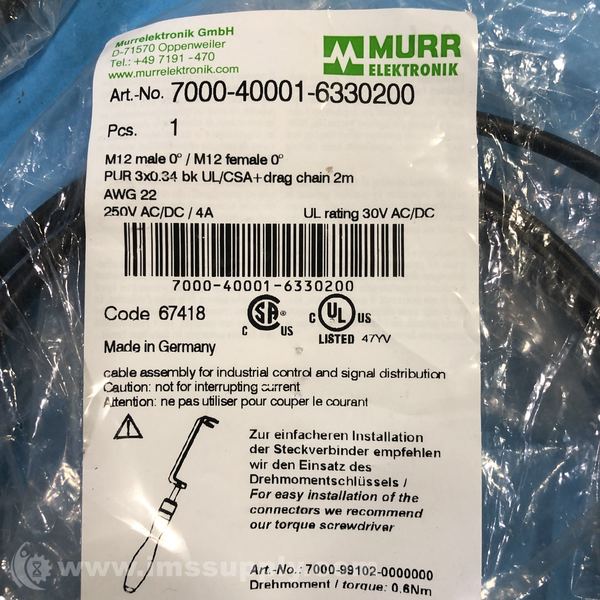 Murrelektronik GmbH
D-71570 Oppenweiler
Tel.: +49 7191 - 470
www.murrelektronik.com
MURR
ELEKTRONIK
Art.-No. 7000-40001-6330200
Pcs. 1
M12 male 0° / M12 female 0°
PUR 3x0.34 bk UL/CSA+drag chain 2m
AWG 22
250V AC/DC / 4A UL rating 30V AC/DC
7000-40001-6330200
Code 67418
C SA ® US
C UL ® US
LISTED 47YV
Made in Germany
cable assembly for industrial control and signal distribution
Caution: not for interrupting current
Attention: ne pas utiliser pour couper le courant
Zur einfacheren Installation
der Steckverbinder empfehlen
wir den Einsatz des
Drehmomentschlüssels /
For easy installation of the
connectors we recommend
our torque screwdriver
Art.-No.: 7000-99102-0000000
Drehmoment / torque: 0,6Nm